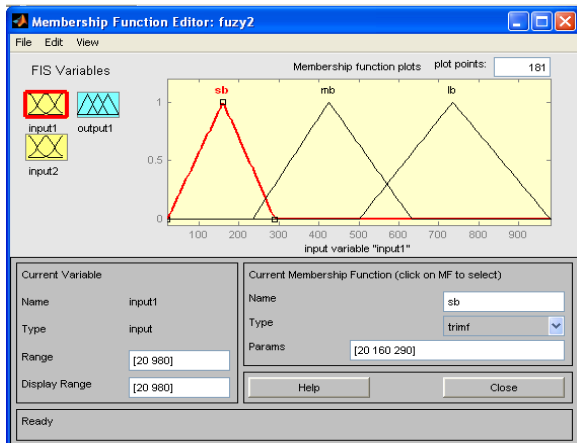 Membership Function Editor: fuzy2
File Edit View
FIS Variables
input1
output1
input2
Membership function plots
plot points:
181
sb
mb
lb
1
0.5
0
100 200 300 400 500 600 700 800 900
input variable "input1"
Current Variable
Name input1
Type input
Range [20 980]
Display Range [20 980]
Current Membership Function (click on MF to select)
Name sb
Type trimf
Params [20 160 290]
Help Close
Ready